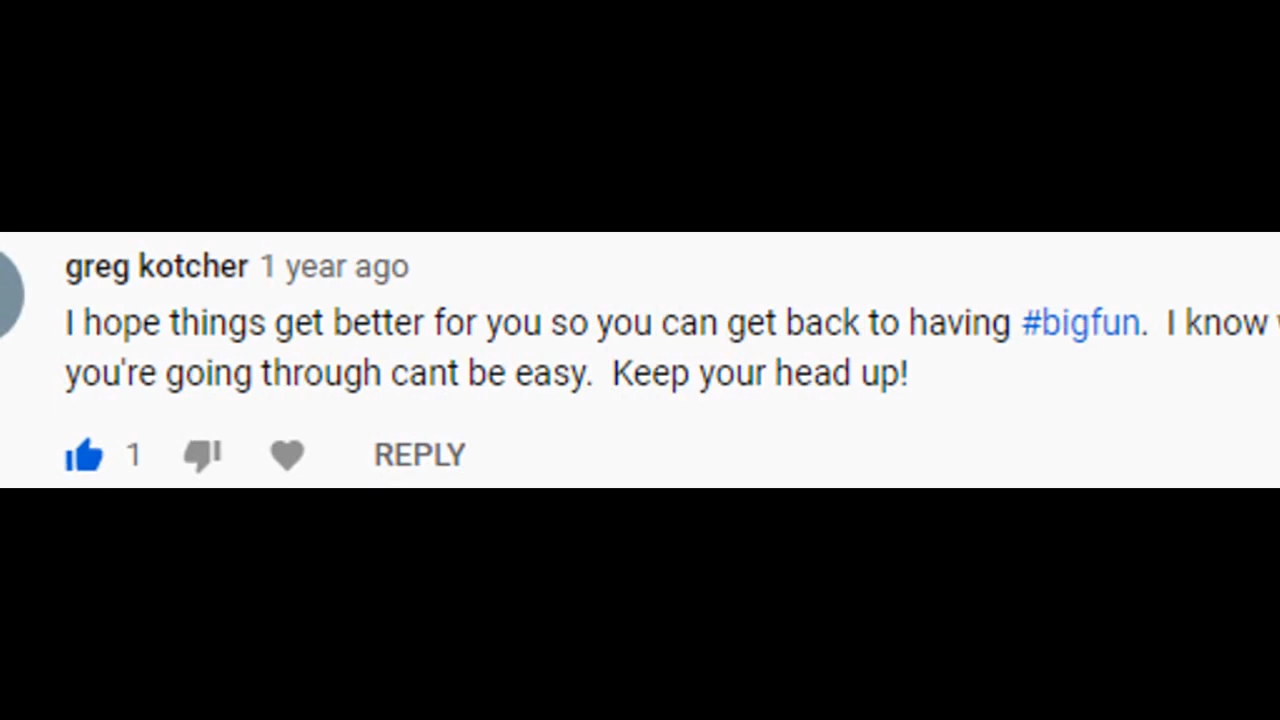 greg kotcher 1 year ago
I hope things get better for you so you can get back to having #bigfun.  I know
you're going through cant be easy.  Keep your head up!
1 REPLY